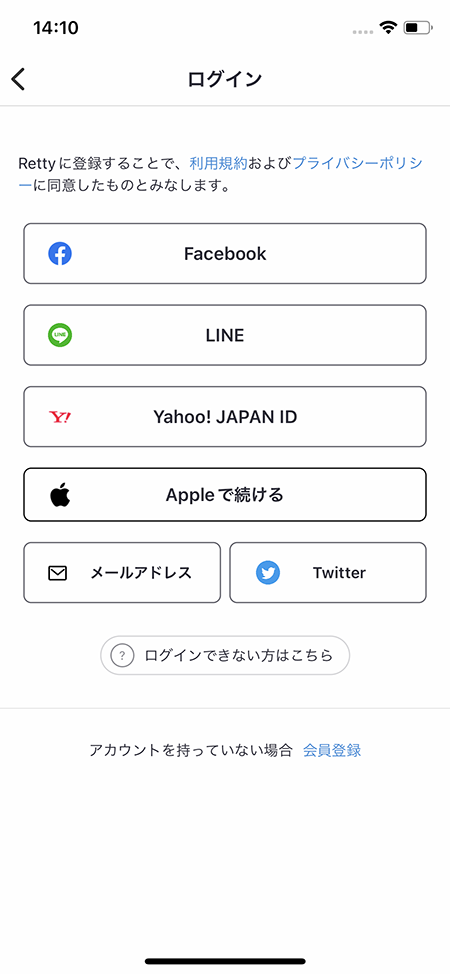 14:10
ログイン
Rettyに登録することで、利用規約およびプライバシーポリシ
ーに同意したものとみなします。
Facebook
LINE
LINE
Y!
Yahoo! JAPAN ID
Appleで続ける
メールアドレス
Twitter
? ログインできない方はこちら
アカウントを持っていない場合 会員登録